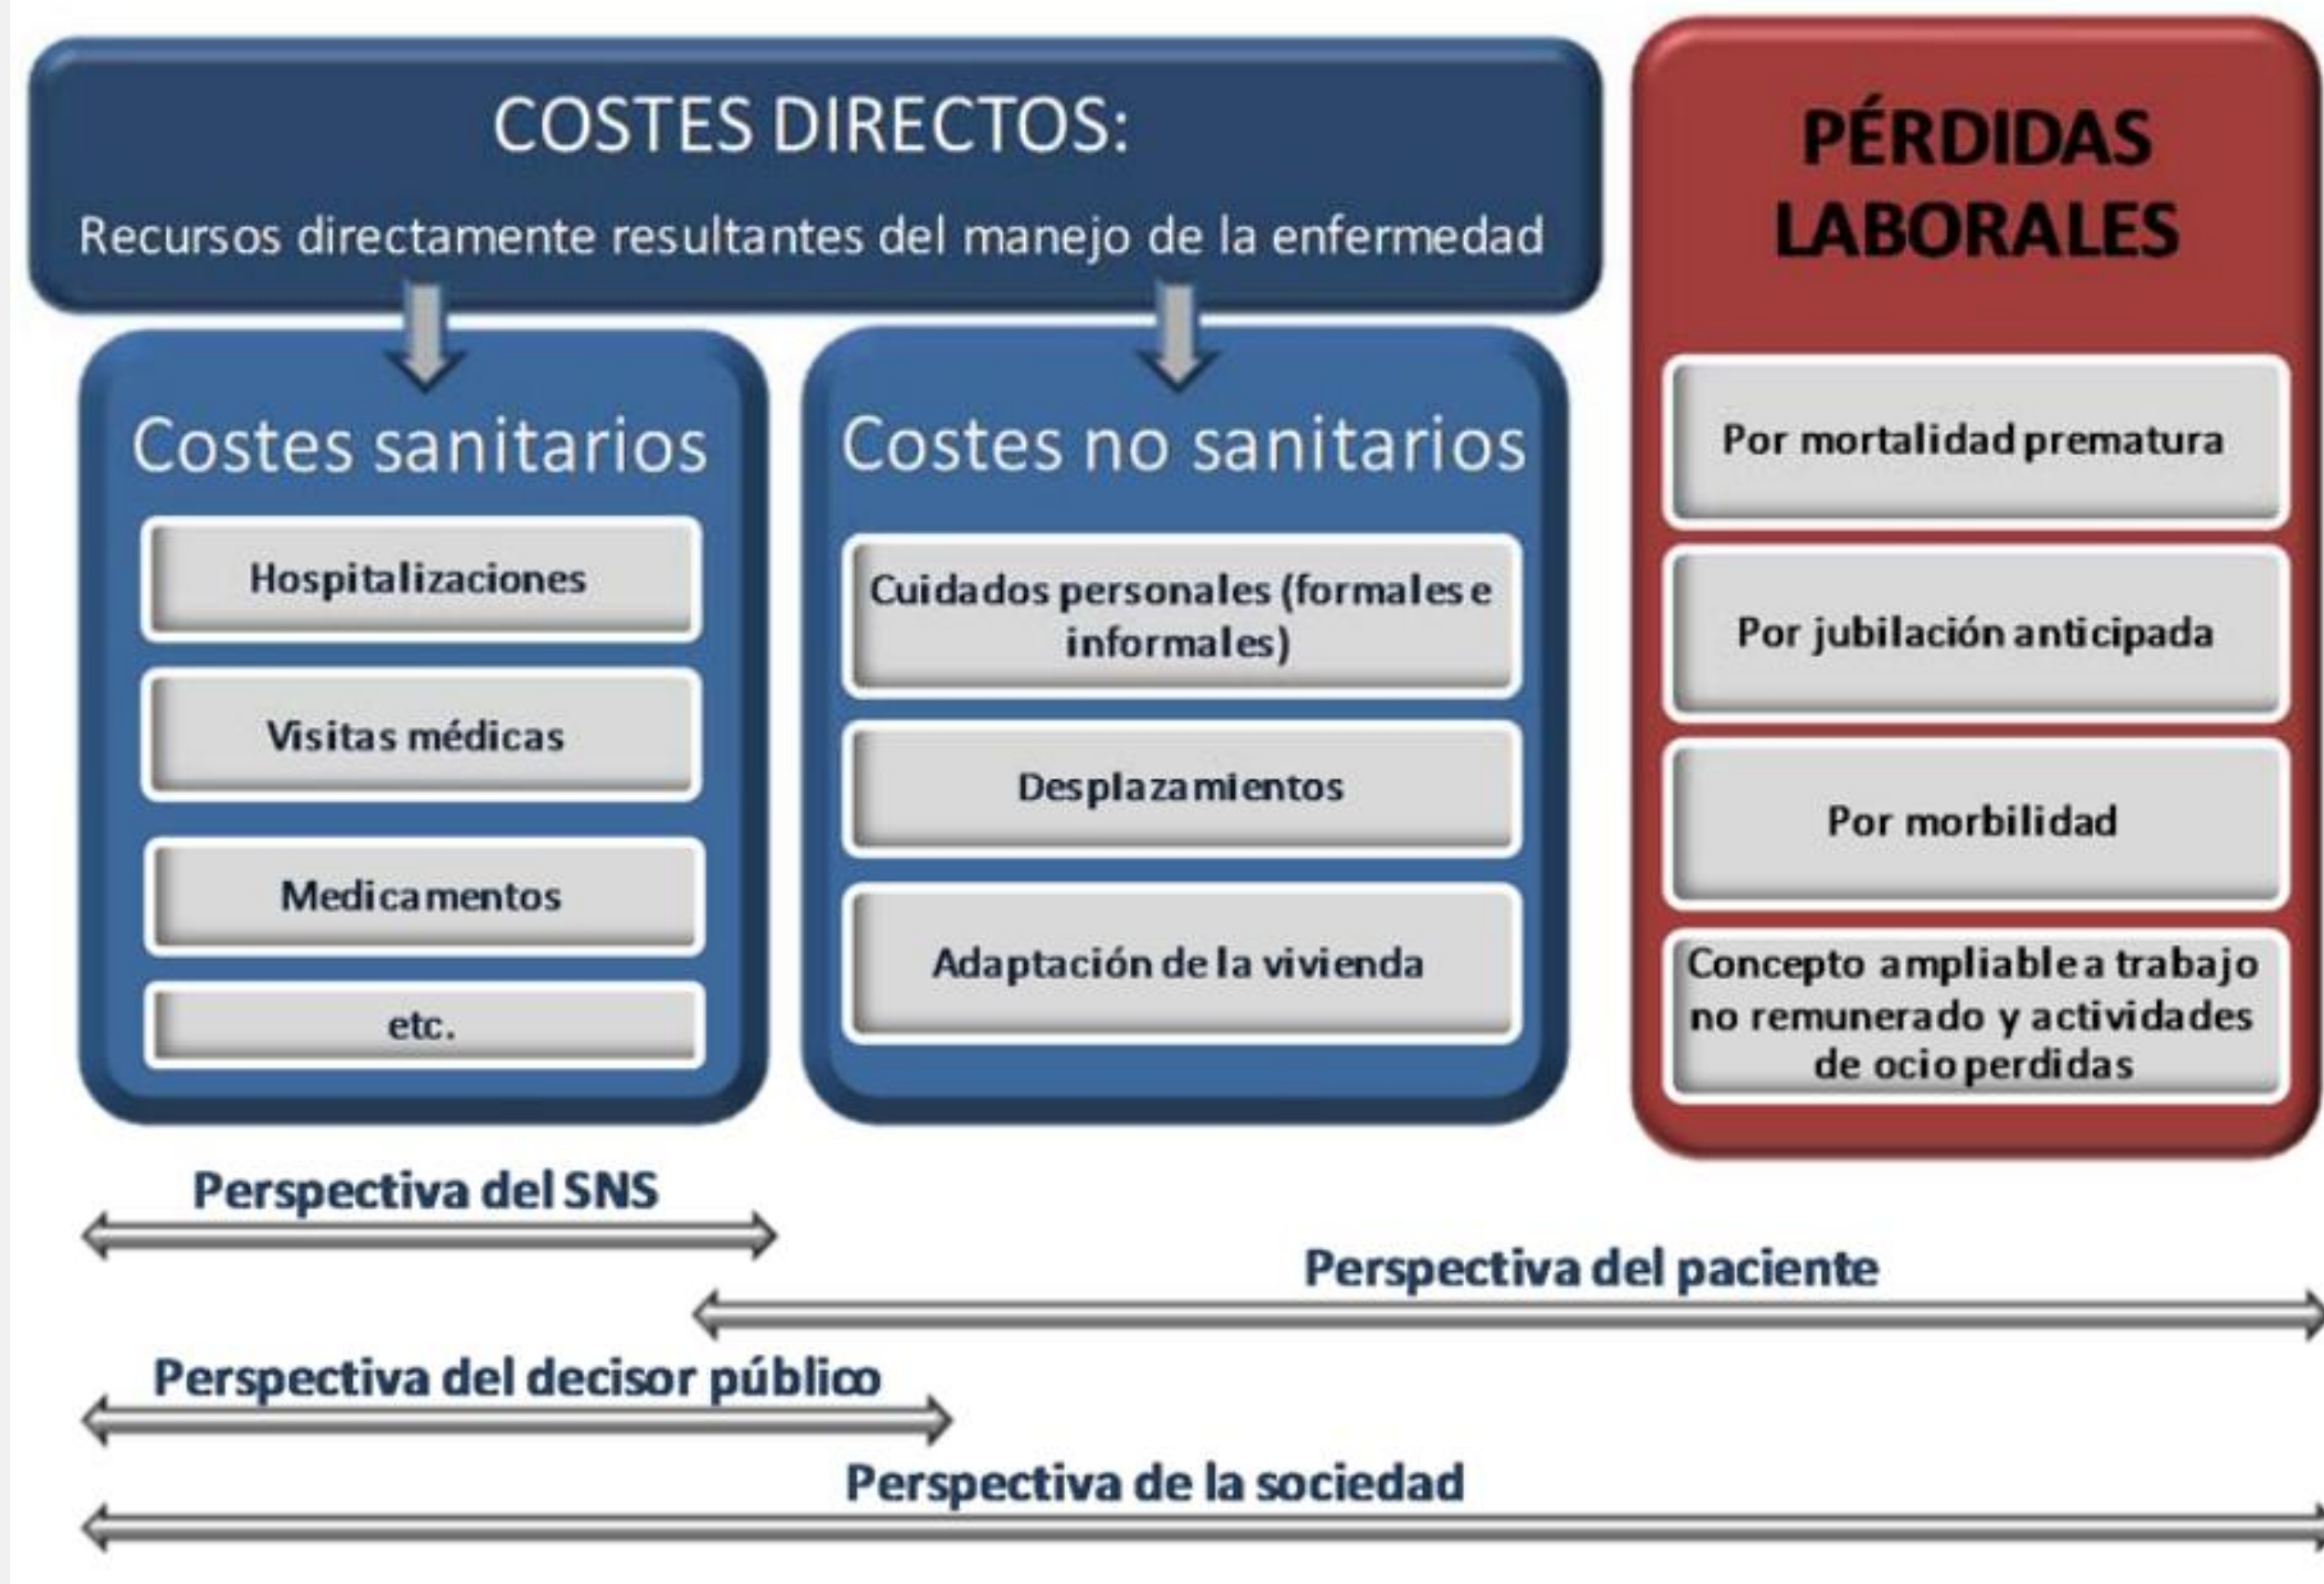 COSTES DIRECTOS:
Recursos directamente resultantes del manejo de la enfermedad
Costes sanitarios
Hospitalizaciones
Visitas médicas
Medicamentos
etc.
Costes no sanitarios
Cuidados personales (formales e
informales)
Desplazamientos
Adaptación de la vivienda
PÉRDIDAS
LABORALES
Por mortalidad prematura
Por jubilación anticipada
Por morbilidad
Concepto ampliable a trabajo
no remunerado y actividades
de ocio perdidas
Perspectiva del SNS
Perspectiva del paciente
Perspectiva del decisor público
Perspectiva de la sociedad